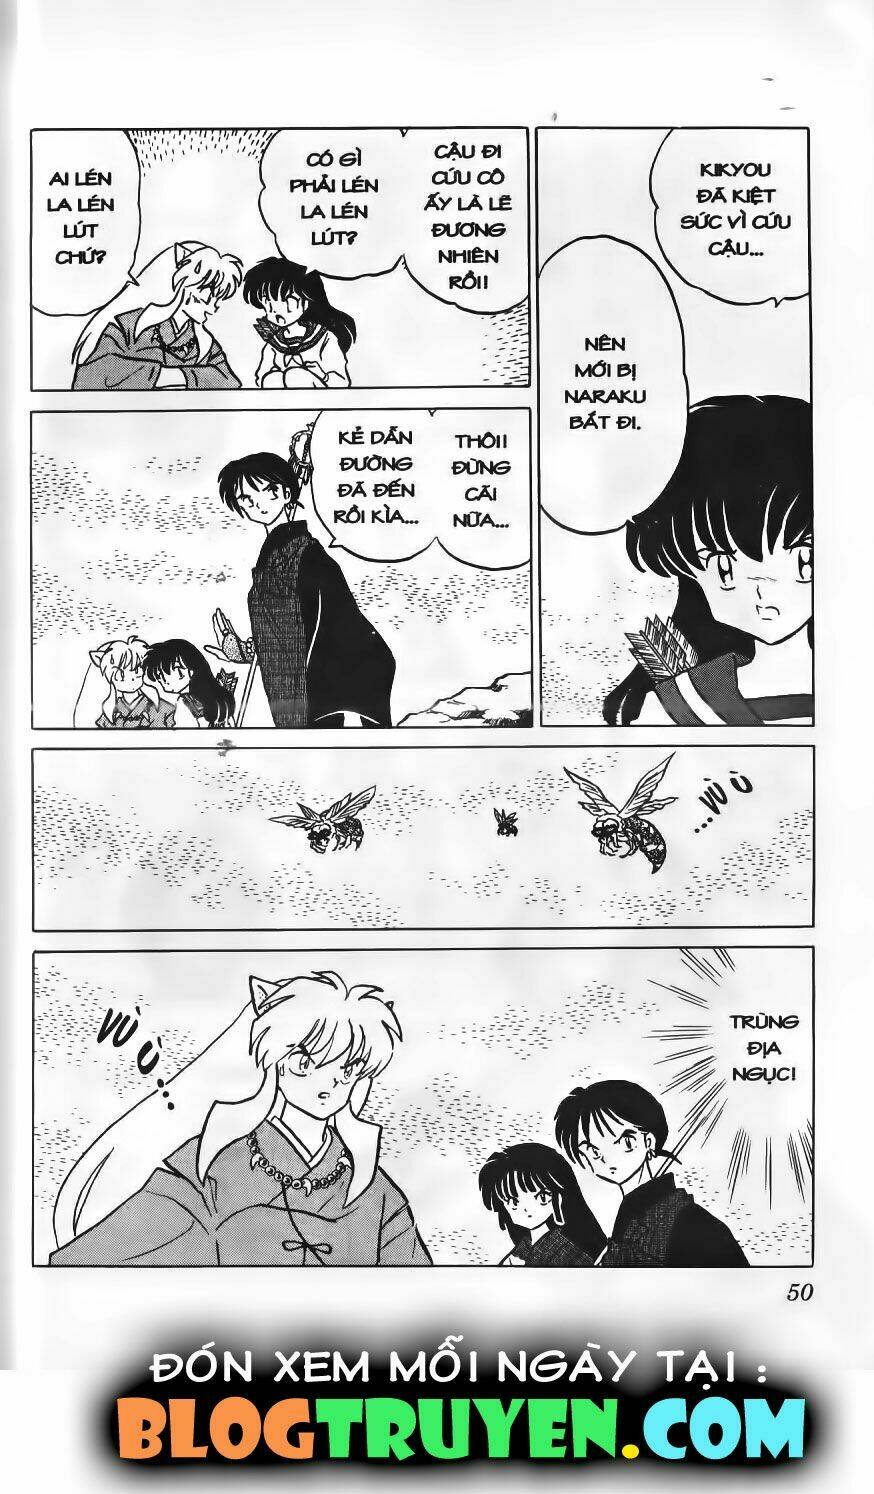 KIKYOU
ĐÃ KIỆT
SỨC VÌ CỨU
CẬU...
NÊN
MỚI BỊ
NARAKU
BẮT ĐI.
CẬU ĐI
CỨU CÔ
ẤY LÀ LẼ
ĐƯƠNG
NHIÊN
RỒI!
CÓ GÌ
PHẢI LÉN
LA LÉN
LÚT?
AI LÉN
LA LÉN
LÚT
CHỨ?
THÔI!
ĐỪNG
CÃI
NỮA...
KẺ DẪN
ĐƯỜNG
ĐÃ ĐẾN
RỒI KÌA...
...VÙ Ù
TRÙNG
ĐỊA
NGỤC!
VÙ Ù...
50
ĐÓN XEM MỖI NGÀY TẠI :
BLOGTRUYEN.COM